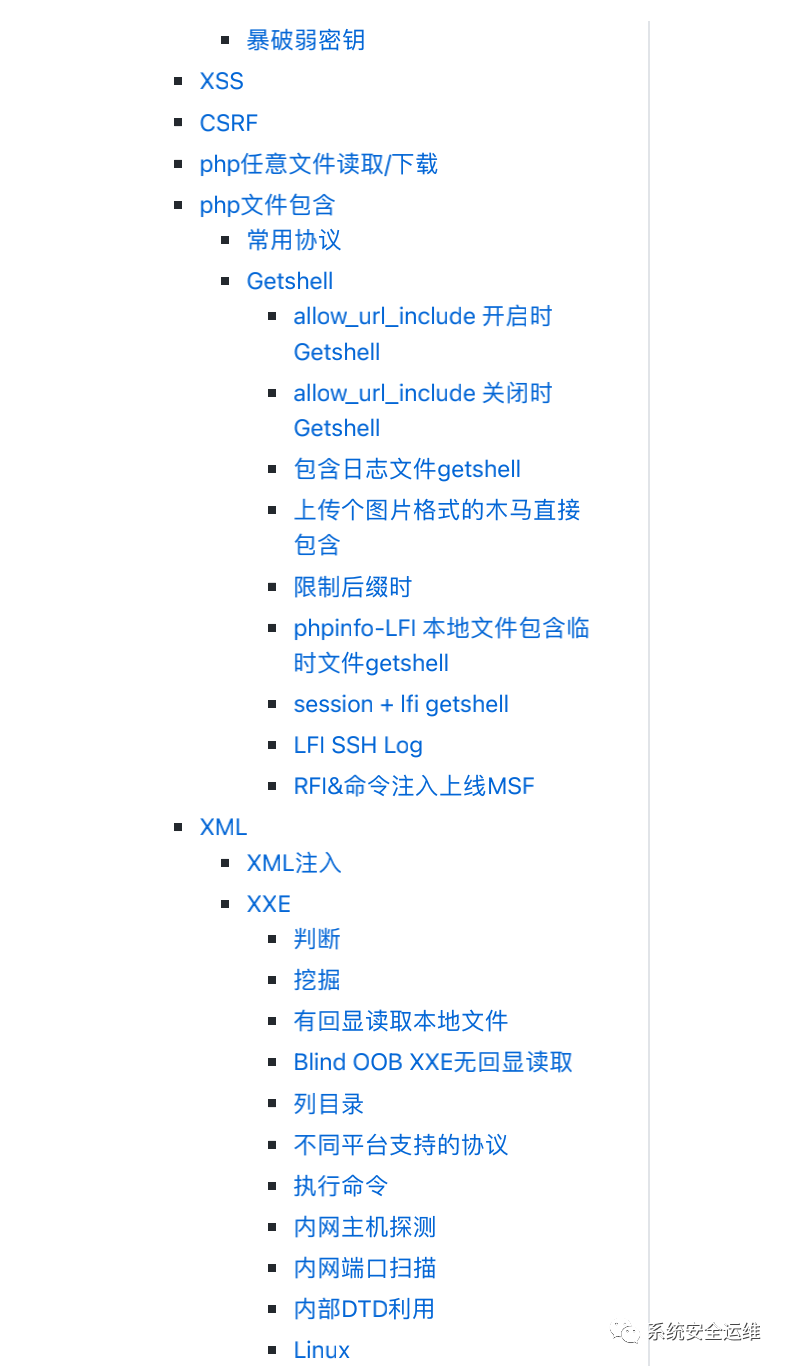 暴破弱密钥
XSS
CSRF
php任意文件读取/下载
php文件包含
常用协议
Getshell
allow_url_include 开启时
Getshell
allow_url_include 关闭时
Getshell
包含日志文件getshell
上传个图片格式的木马直接
包含
限制后缀时
phpinfo-LFI 本地文件包含临
时文件getshell
session + lfi getshell
LFI SSH Log
RFI&命令注入上线MSF
XML
XML注入
XXE
判断
挖掘
有回显读取本地文件
Blind OOB XXE无回显读取
列目录
不同平台支持的协议
执行命令
内网主机探测
内网端口扫描
内部DTD利用
Linux
系统安全运维